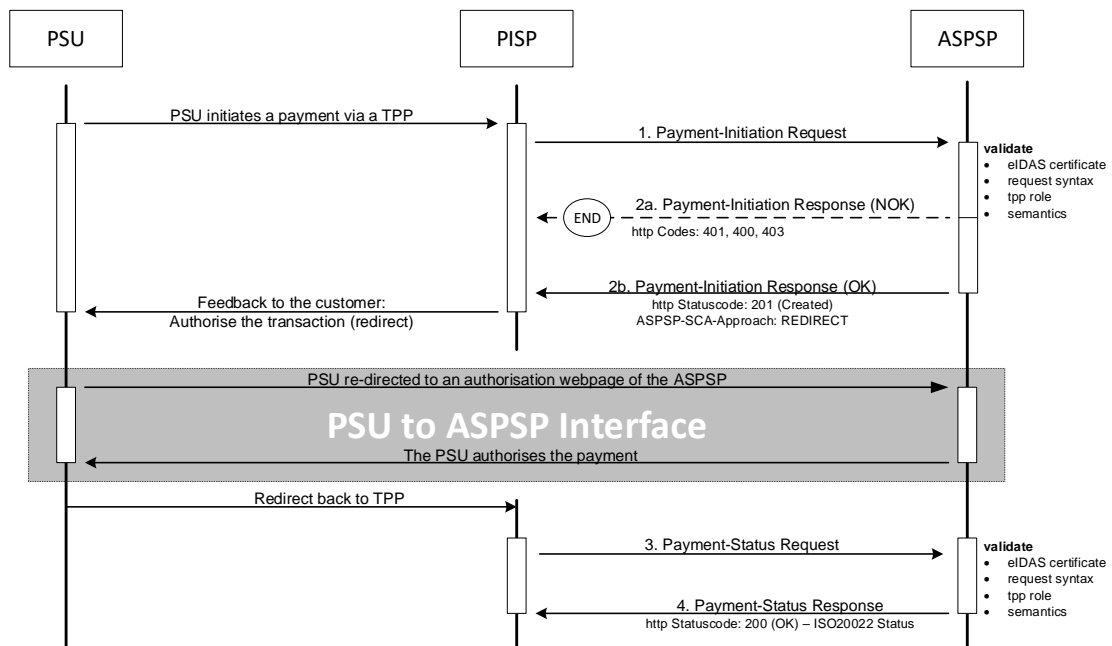 PSU
PISP
ASPSP
PSU initiates a payment via a TPP
1. Payment-Initiation Request
validate
• eIDAS certificate
• request syntax
• tpp role
• semantics
2a. Payment-Initiation Response (NOK)
END
http Codes: 401, 400, 403
2b. Payment-Initiation Response (OK)
http Statuscode: 201 (Created)
ASPSP-SCA-Approach: REDIRECT
Feedback to the customer:
Authorise the transaction (redirect)
PSU re-directed to an authorisation webpage of the ASPSP
PSU to ASPSP Interface
The PSU authorises the payment
Redirect back to TPP
3. Payment-Status Request
validate
• eIDAS certificate
• request syntax
• tpp role
• semantics
4. Payment-Status Response
http Statuscode: 200 (OK) – ISO20022 Status